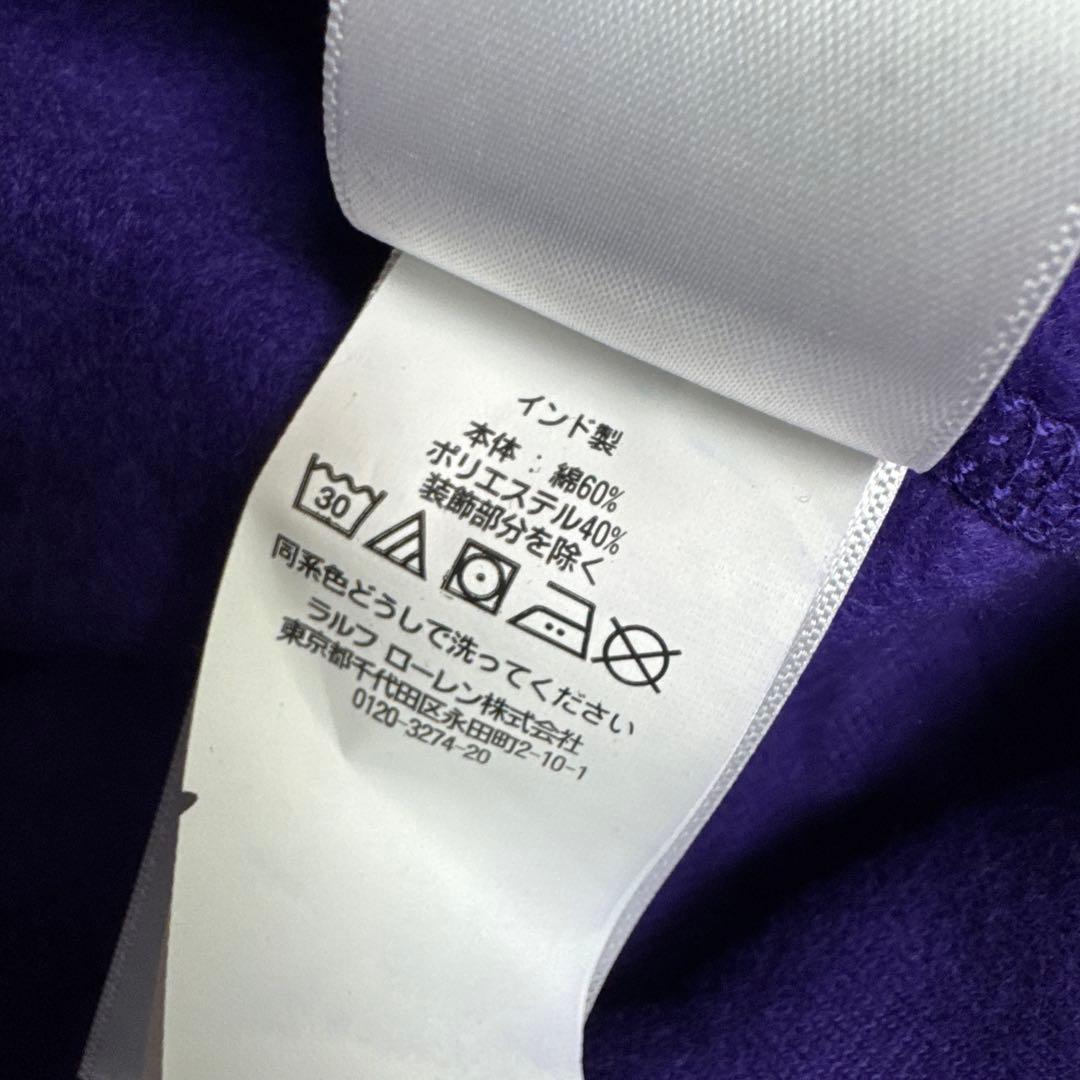 インド製
本体：綿60%
ポリエステル40%
装飾部分を除く
30
同系色どうしで洗ってください
ラルフ ローレン株式会社
東京都千代田区永田町2-10-1
0120-3274-20